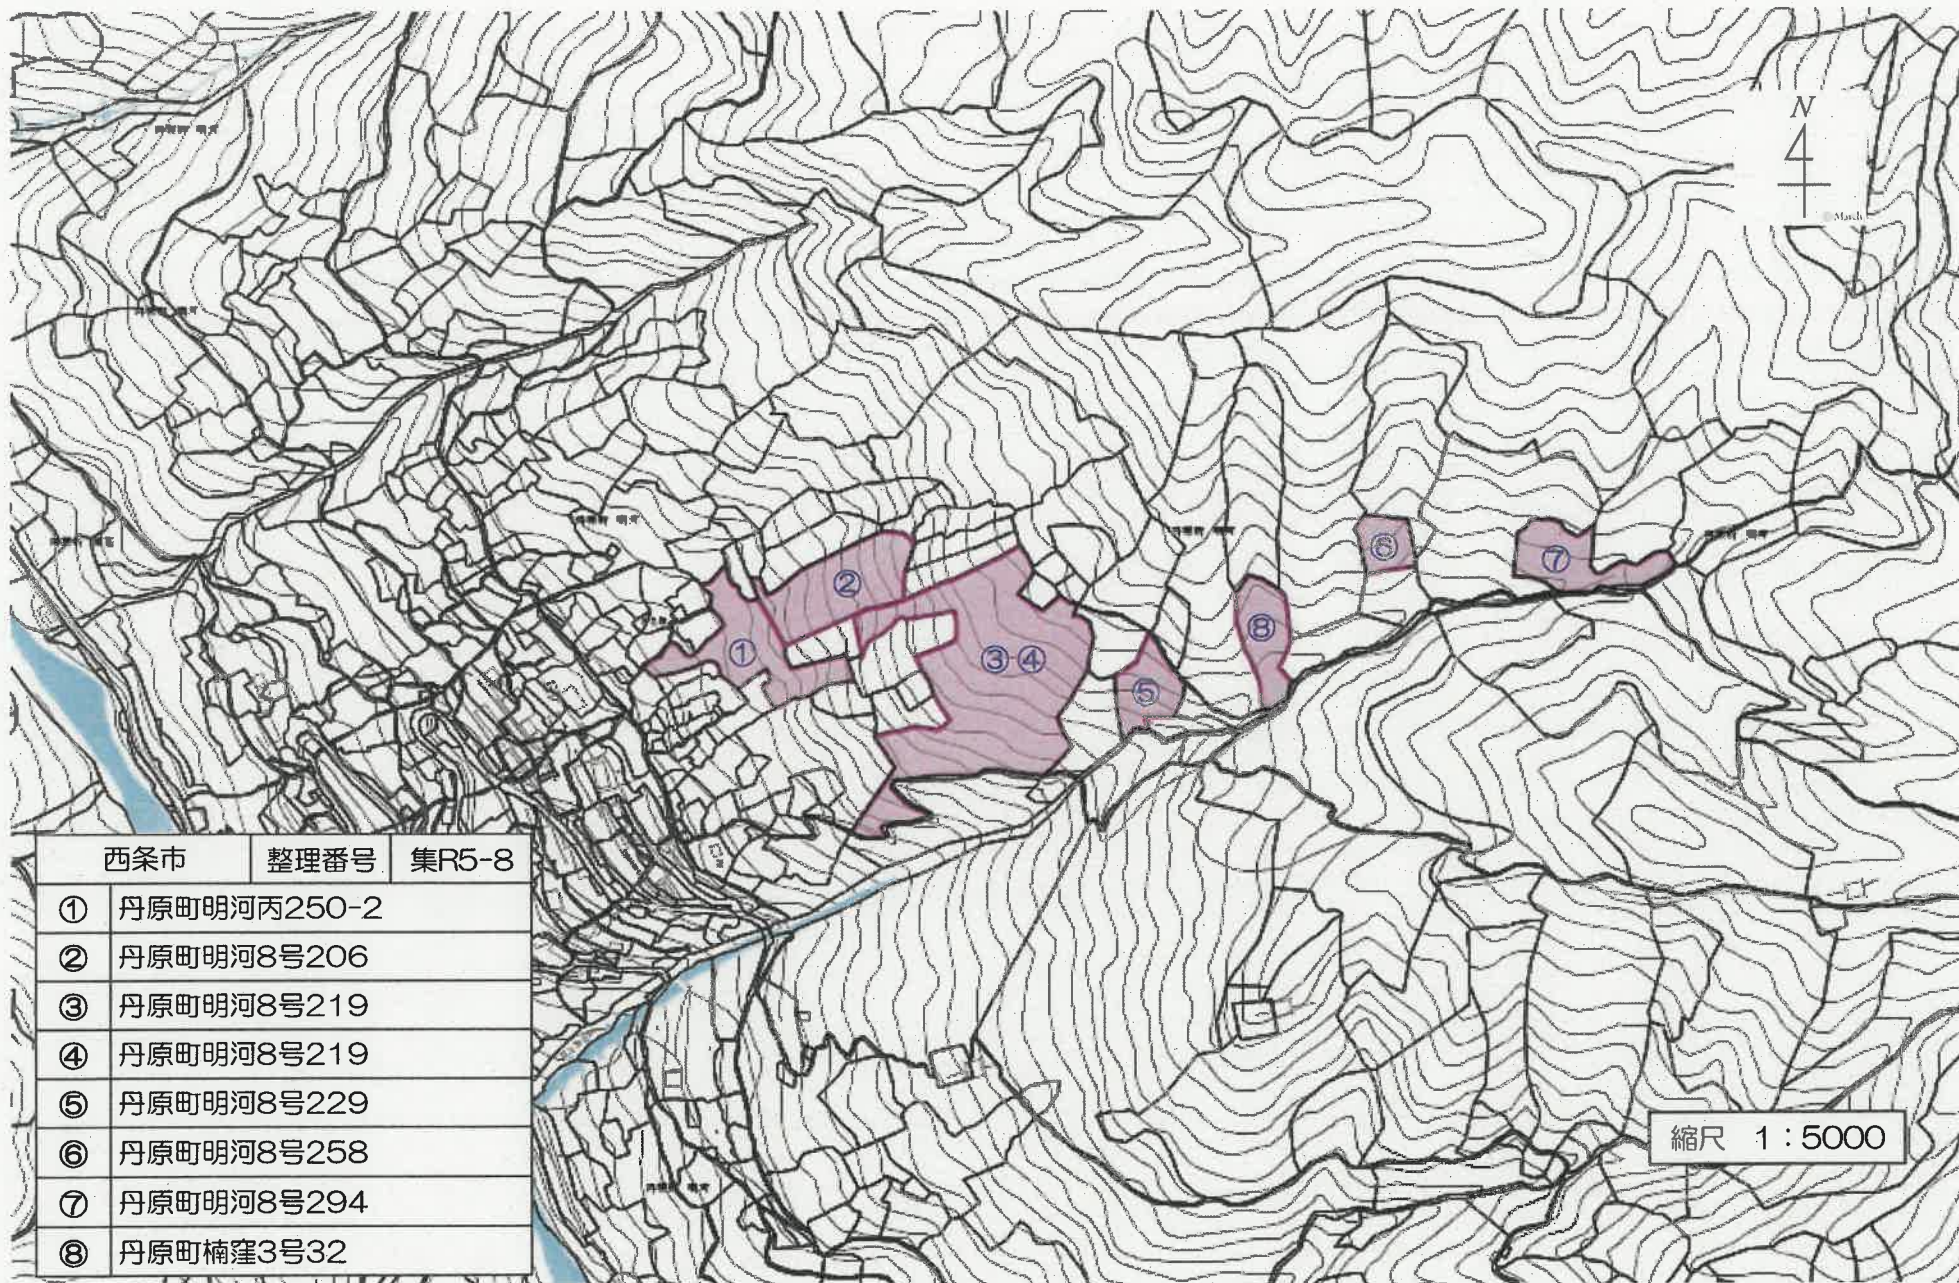 N
©March
②
⑥
⑦
①
③・④
⑧
⑤
西条市 整理番号 集R5-8
① 丹原町明河丙250-2
② 丹原町明河8号206
③ 丹原町明河8号219
④ 丹原町明河8号219
⑤ 丹原町明河8号229
⑥ 丹原町明河8号258
⑦ 丹原町明河8号294
⑧ 丹原町楠窪3号32
縮尺 1:5000